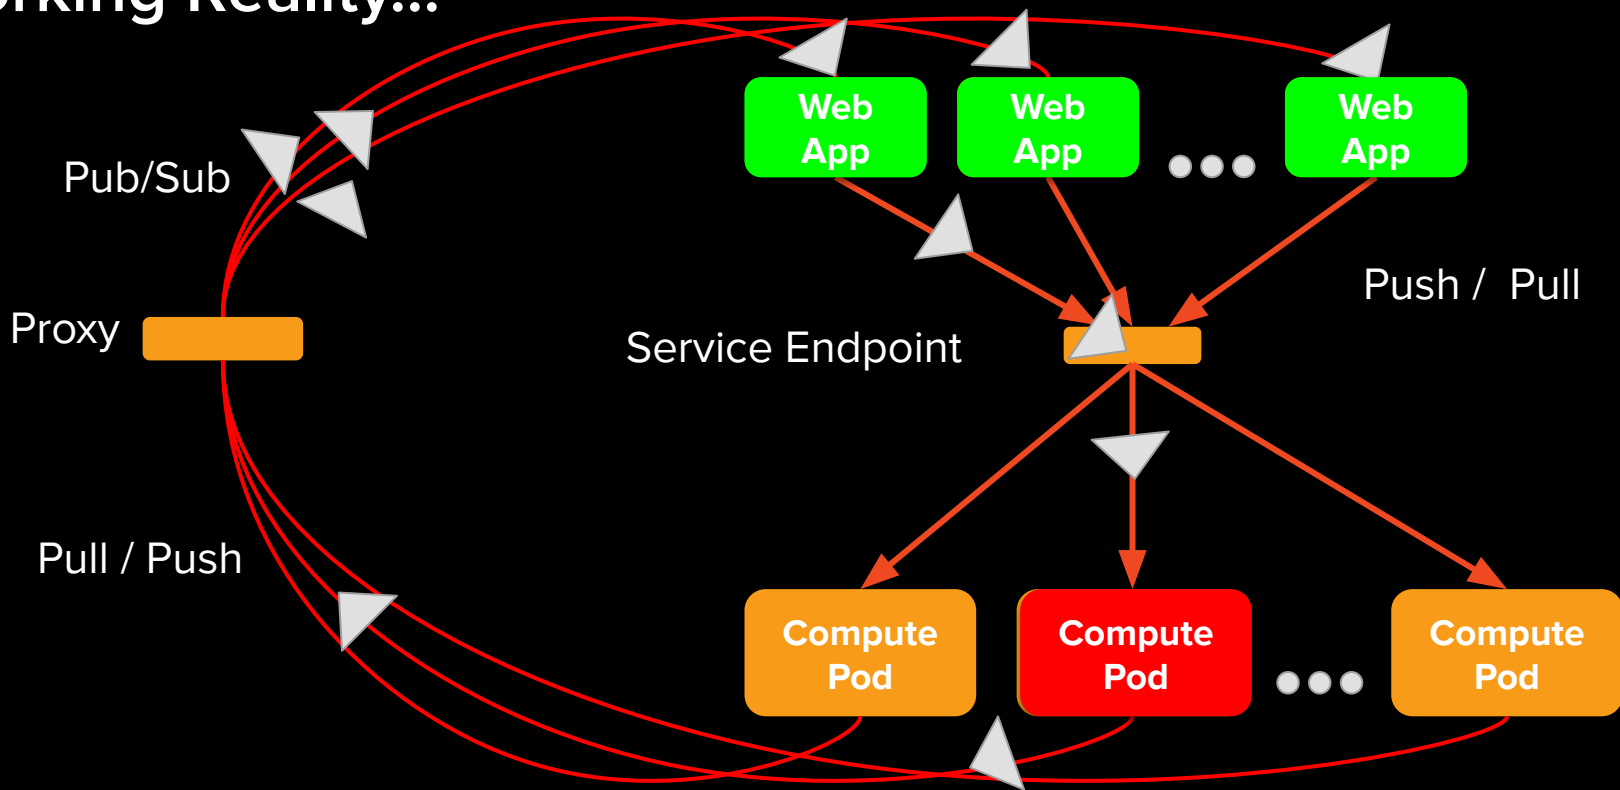 Reality...
Web
App
Web
App
Web
App
Pub/Sub
Push / Pull
Proxy
Service Endpoint
Pull / Push
Compute
Pod
Compute
Pod
Compute
Pod